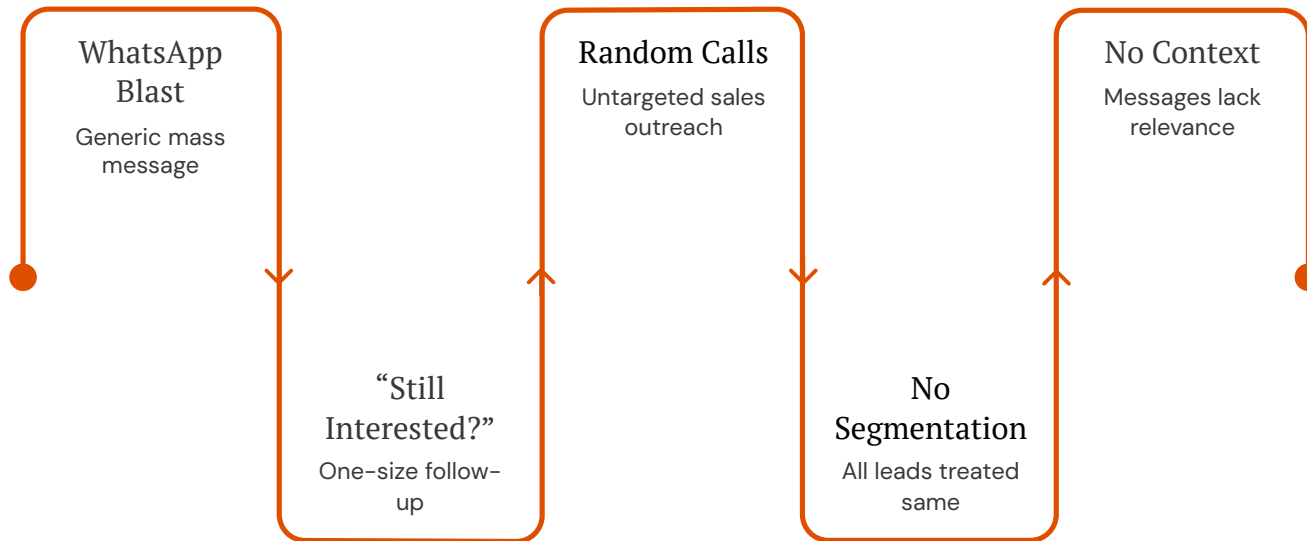 WhatsApp
Blast
Generic mass
message
“Still
Interested?”
One-size follow-
up
Random Calls
Untargeted sales
outreach
No
Segmentation
All leads treated
same
No Context
Messages lack
relevance